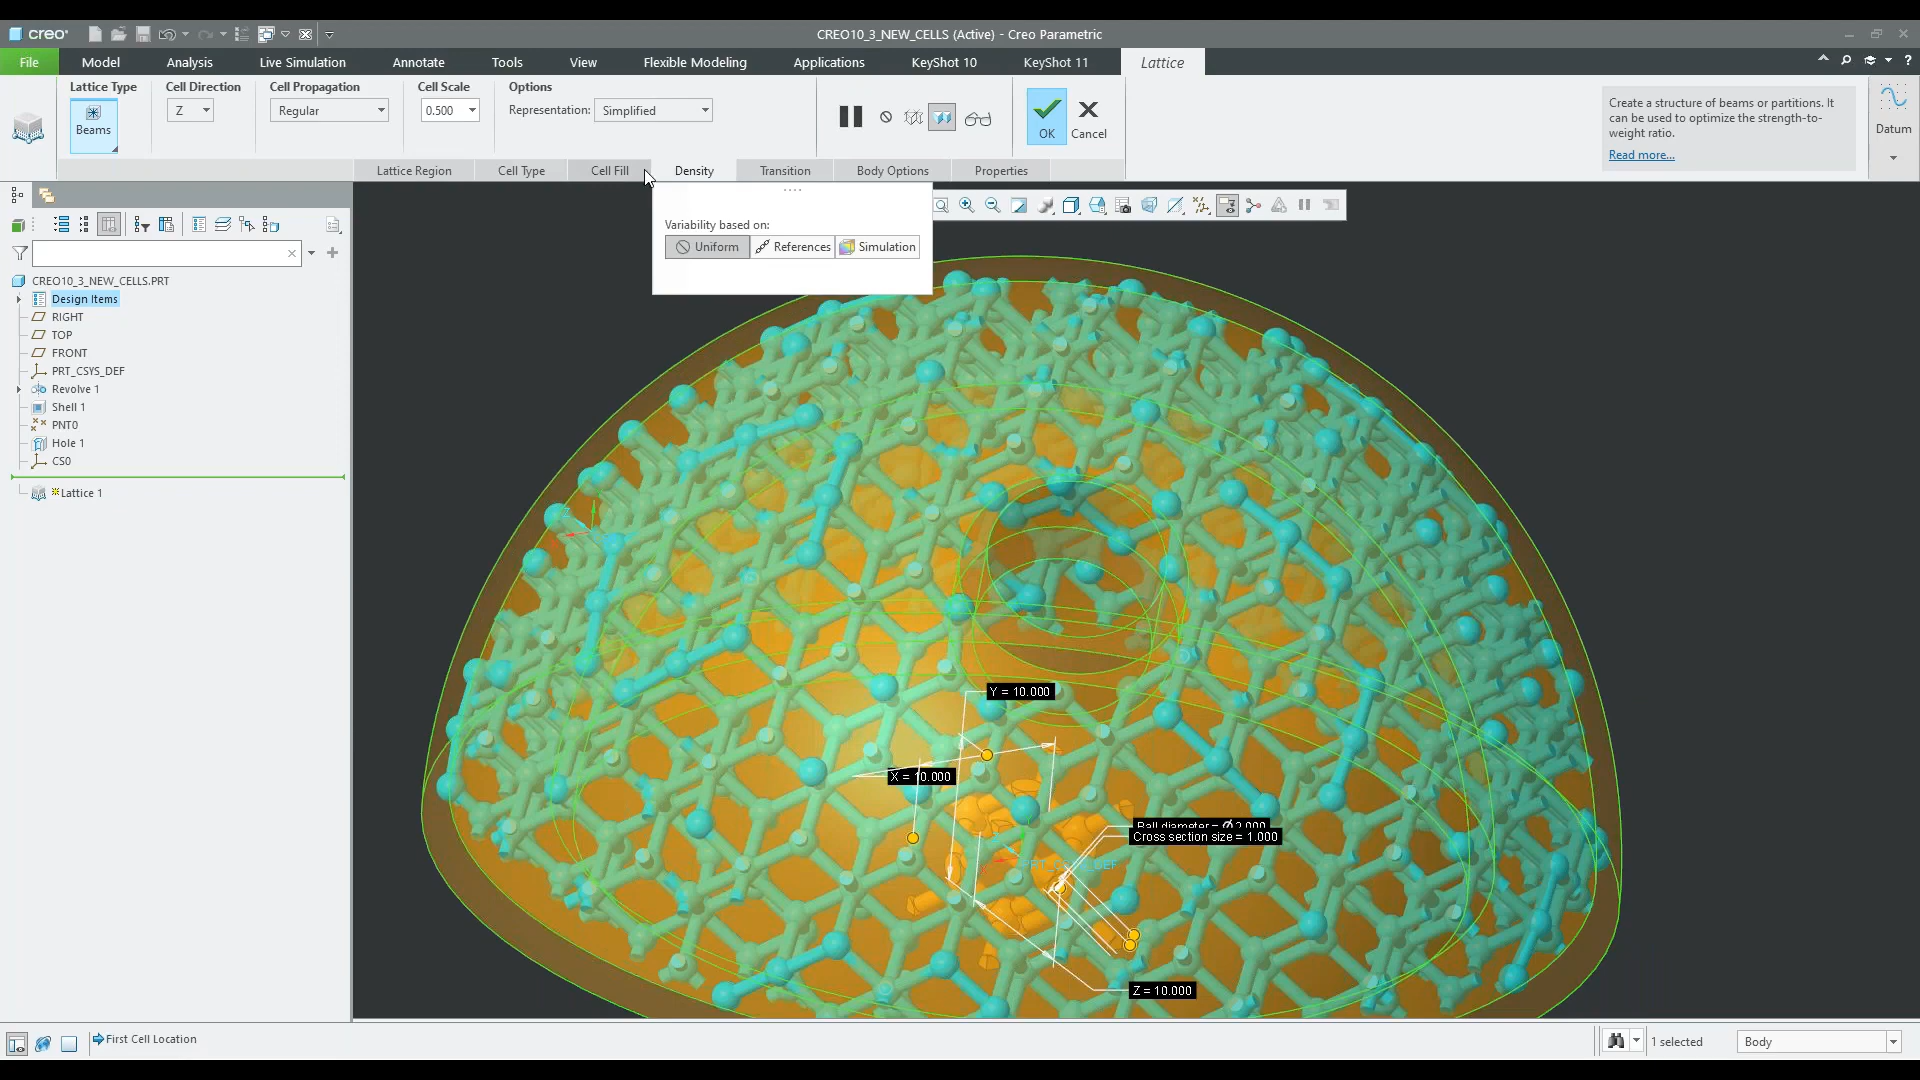 creo
CREO10_3_NEW_CELLS (Active) - Creo Parametric
File
Model
Analysis
Live Simulation
Annotate
Tools
View
Flexible Modeling
Applications
KeyShot 10
KeyShot 11
Lattice
Lattice Type
Cell Direction
Cell Propagation
Cell Scale
Options
Beams
Z
Regular
0.500
Representation:
Simplified
OK
Cancel
Create a structure of beams or partitions. It
can be used to optimize the strength-to-
weight ratio.
Read more...
Datum
Lattice Region
Cell Type
Cell Fill
Density
Transition
Body Options
Properties
Variability based on:
Uniform
References
Simulation
CREO10_3_NEW_CELLS.PRT
Design Items
RIGHT
TOP
FRONT
PRT_CSYS_DEF
Revolve 1
Shell 1
PNT0
Hole 1
CS0
Lattice 1
Y = 10.000
X = 10.000
Ball diameter = Ø 2.000
Cross section size = 1.000
PRT_CSYS_DEF
Z = 10.000
First Cell Location
1 selected
Body